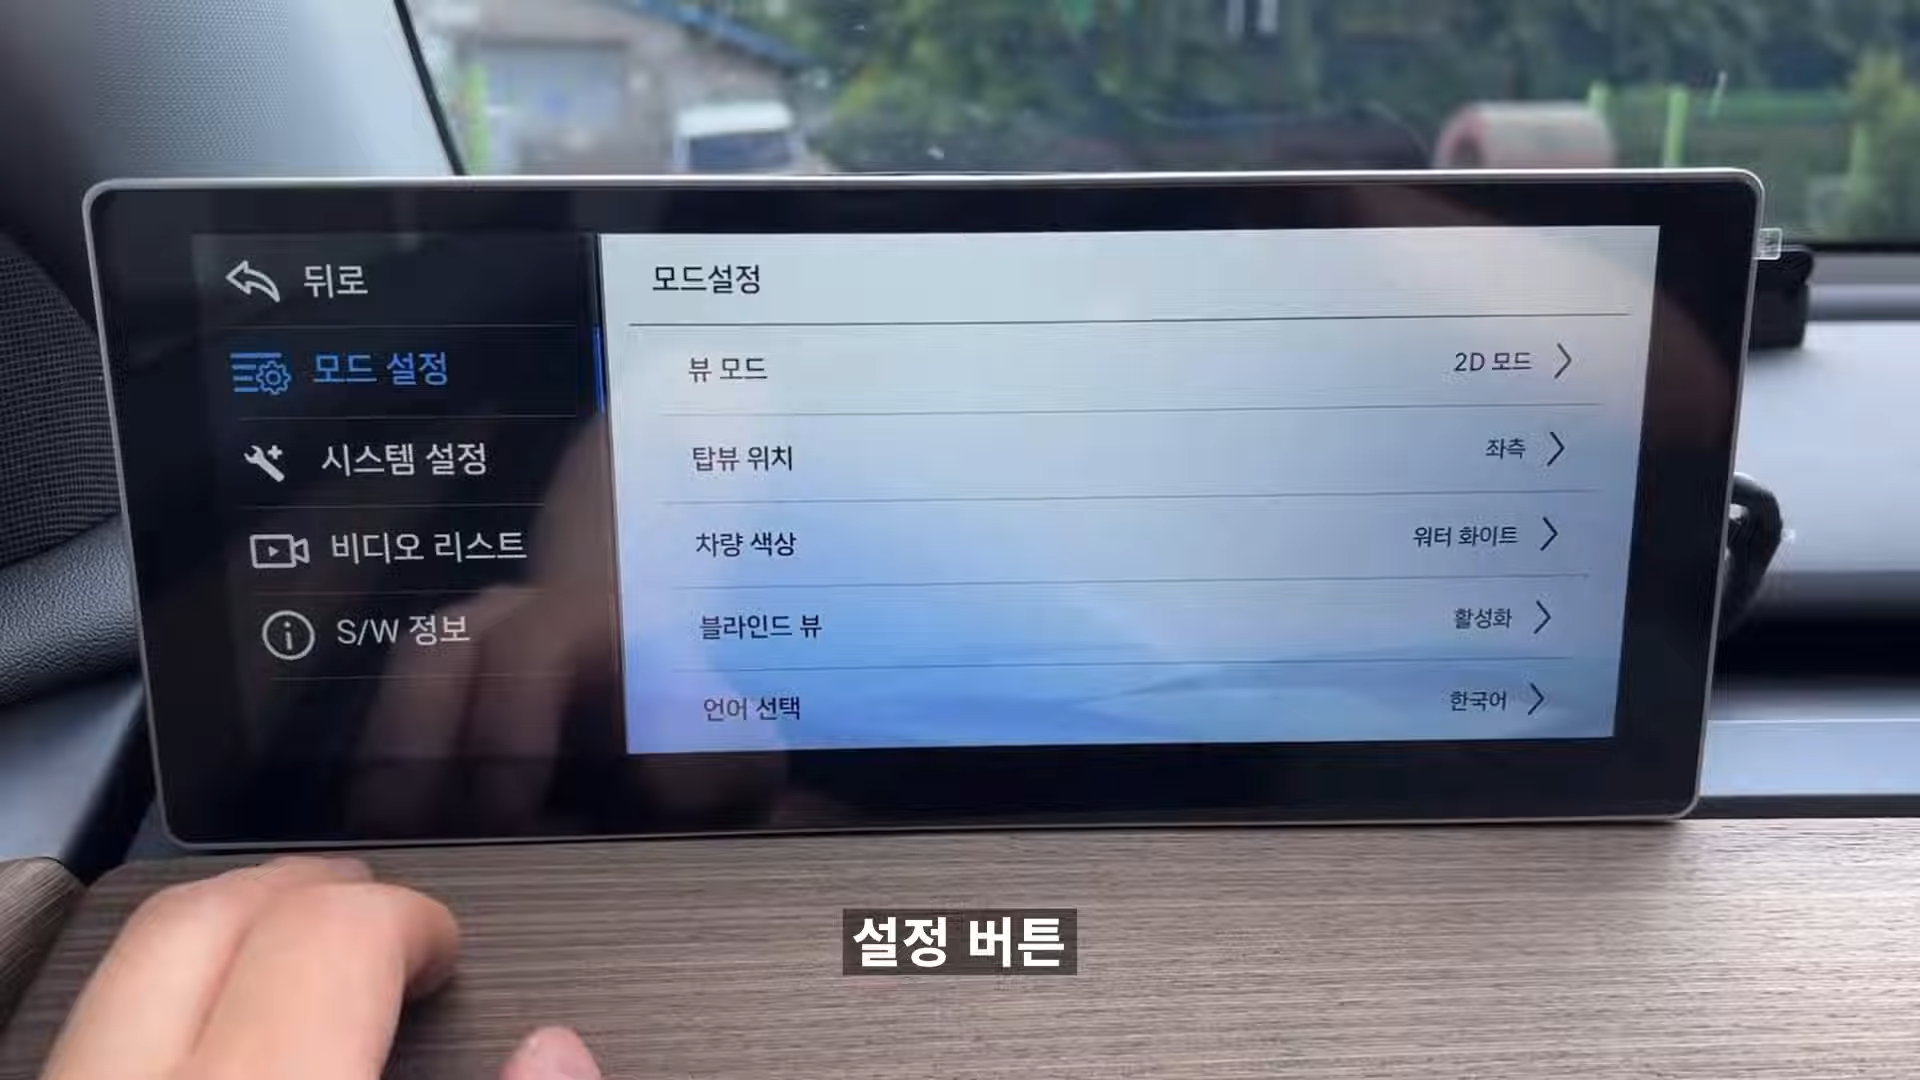 뒤로
모드 설정
시스템 설정
비디오 리스트
S/W 정보
모드설정
뷰 모드 2D 모드
탑뷰 위치 좌측
차량 색상 워터 화이트
블라인드 뷰 활성화
언어 선택 한국어
설정 버튼